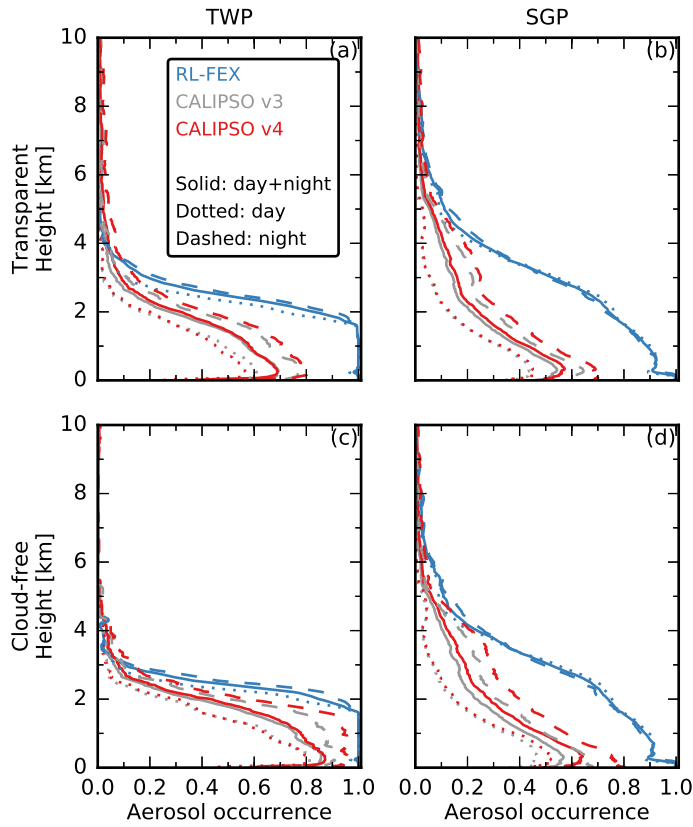 TWP SGP
10 (a) (b)
RL-FEX
CALIPSO v3
8
CALIPSO v4
6
Solid: day+night
Dotted: day
Dashed: night
4
2
0
Transparent
Height [km]
10 (c) (d)
8
6
4
2
0
Cloud-free
Height [km]
0.0 0.2 0.4 0.6 0.8 1.0 0.0 0.2 0.4 0.6 0.8 1.0
Aerosol occurrence Aerosol occurrence